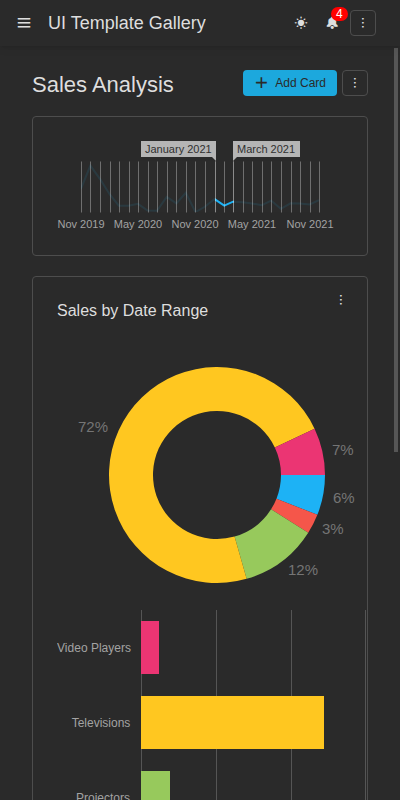 UI Template Gallery
4
Sales Analysis
Add Card
January 2021
March 2021
Nov 2019
May 2020
Nov 2020
May 2021
Nov 2021
Sales by Date Range
72%
7%
6%
3%
12%
Video Players
Televisions
Projectors